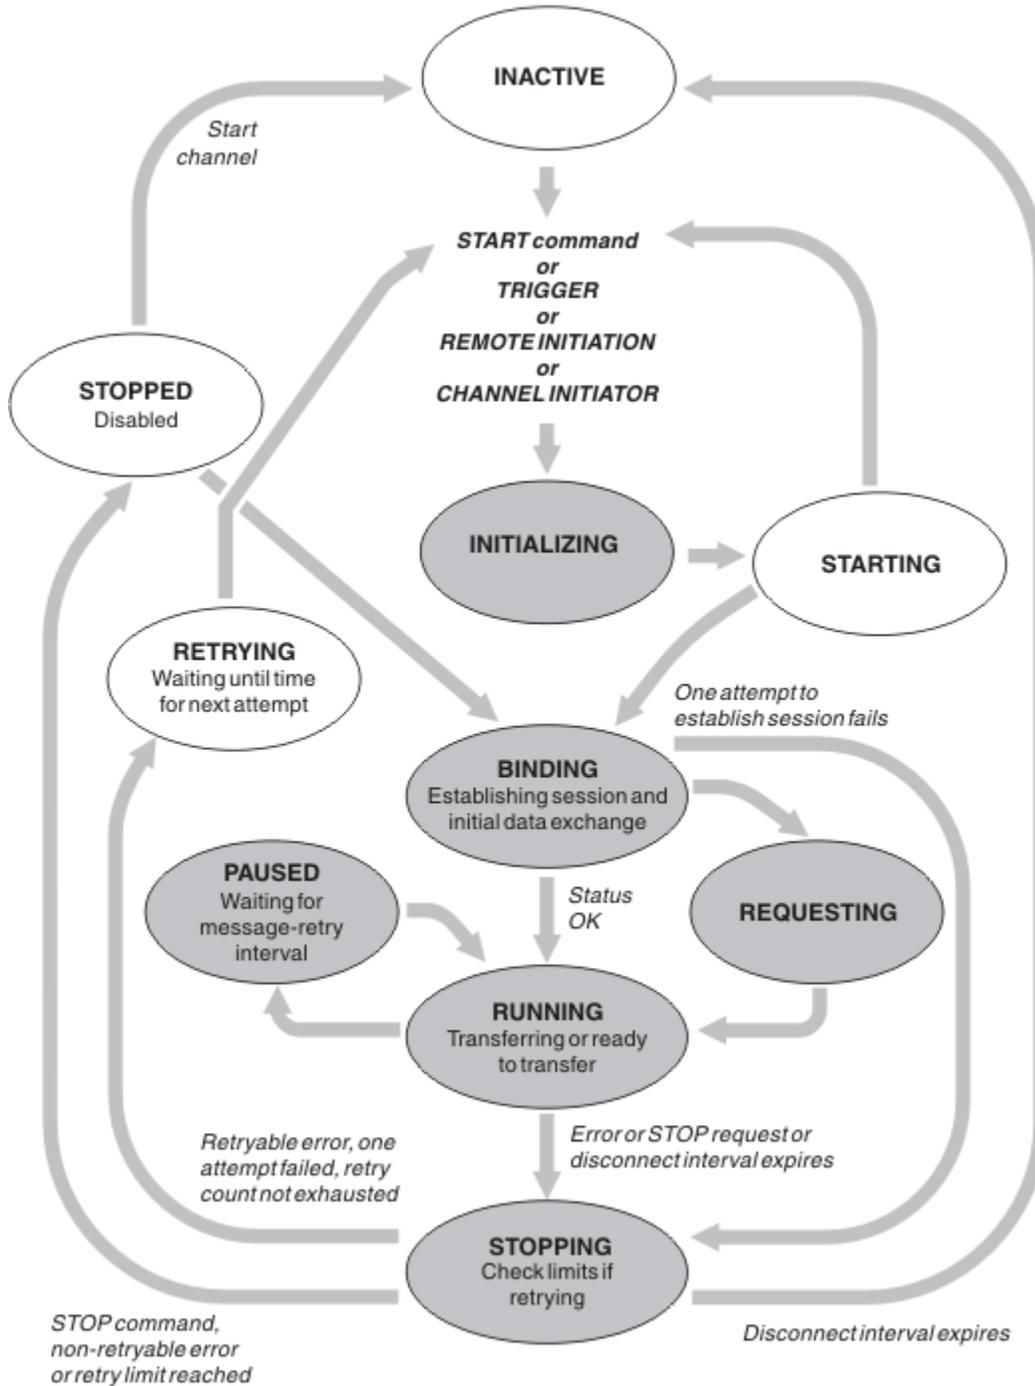 INACTIVE
Start
channel
START command
or
TRIGGER
or
REMOTE INITIATION
or
CHANNEL INITIATOR
STOPPED
Disabled
INITIALIZING
STARTING
RETRYING
Waiting until time
for next attempt
One attempt to
establish session fails
BINDING
Establishing session and
initial data exchange
PAUSED
Waiting for
message-retry
interval
Status
OK
REQUESTING
RUNNING
Transferring or ready
to transfer
Retryable error, one
attempt failed, retry
count not exhausted
Error or STOP request or
disconnect interval expires
STOPPING
Check limits if
retrying
STOP command,
non-retryable error
or retry limit reached
Disconnect interval expires